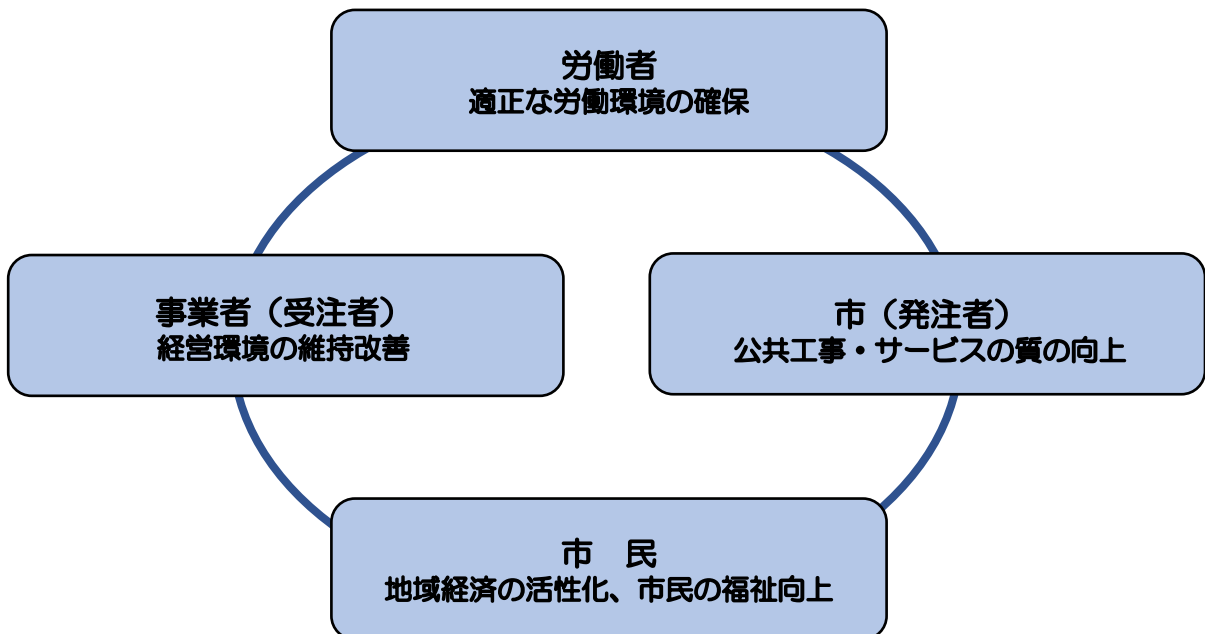 労働者
適正な労働環境の確保
事業者（受注者）
経営環境の維持改善
市（発注者）
公共工事・サービスの質の向上
市　民
地域経済の活性化、市民の福祉向上